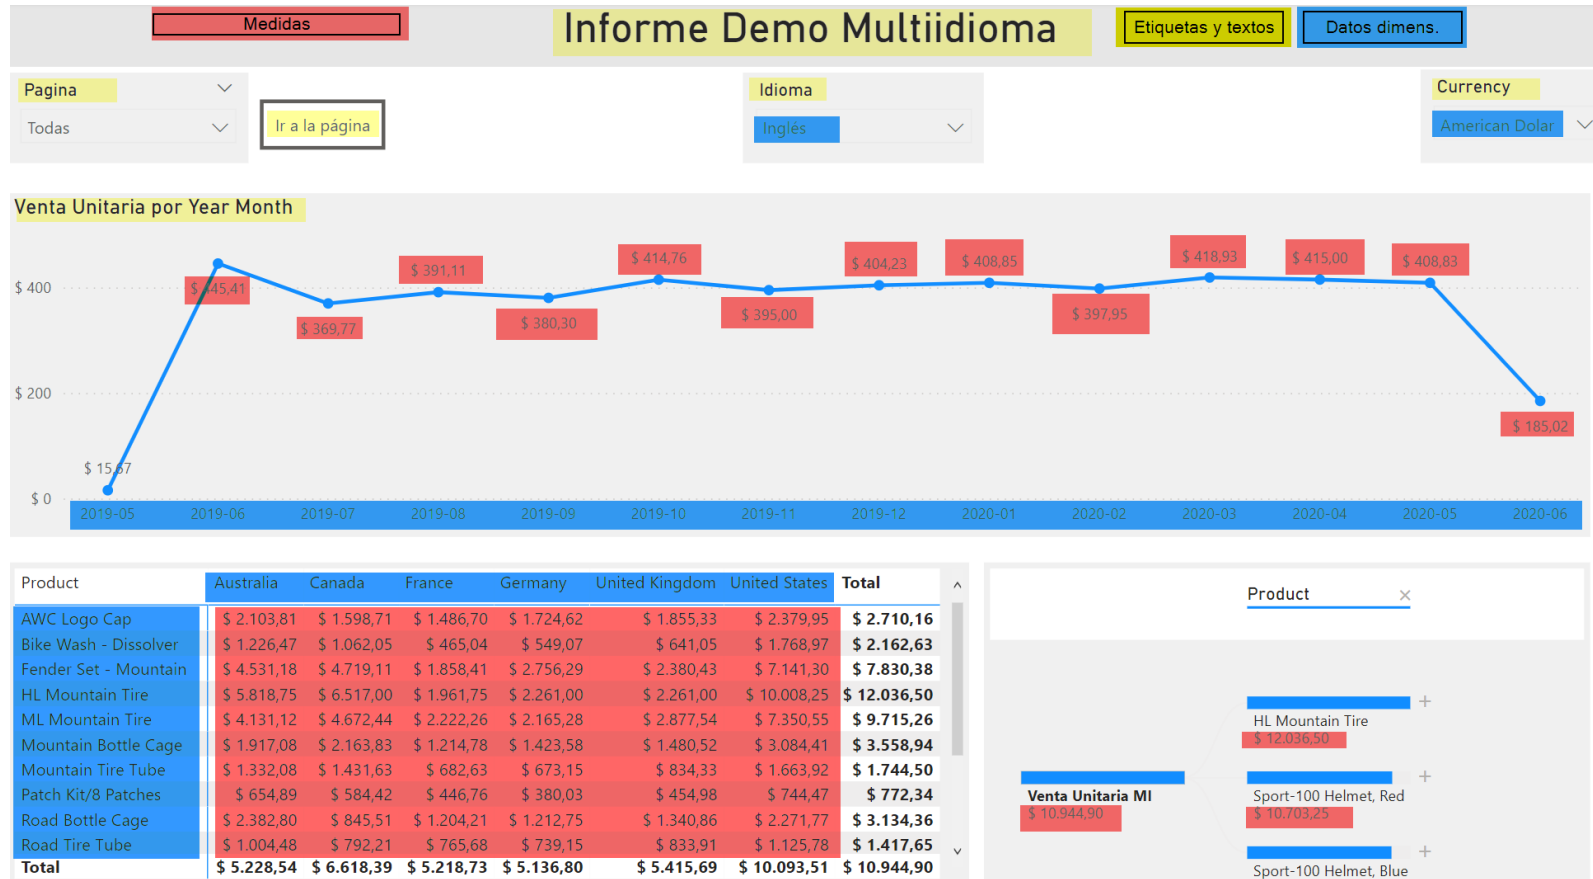 Medidas
Informe Demo Multiidioma
Etiquetas y textos
Datos dimens.
Pagina
Todas
Ir a la página
Idioma
Inglés
Currency
American Dolar
Venta Unitaria por Year Month
$ 400
$ 200
$ 0
$ 15,67
$ 445,41
$ 369,77
$ 391,11
$ 380,30
$ 414,76
$ 395,00
$ 404,23
$ 408,85
$ 397,95
$ 418,93
$ 415,00
$ 408,83
$ 185,02
2019-05 2019-06 2019-07 2019-08 2019-09 2019-10 2019-11 2019-12 2020-01 2020-02 2020-03 2020-04 2020-05 2020-06
Product Australia Canada France Germany United Kingdom United States Total
AWC Logo Cap $ 2.103,81 $ 1.598,71 $ 1.486,70 $ 1.724,62 $ 1.855,33 $ 2.379,95 $ 2.710,16
Bike Wash - Dissolver $ 1.226,47 $ 1.062,05 $ 465,04 $ 549,07 $ 641,05 $ 1.768,97 $ 2.162,63
Fender Set - Mountain $ 4.531,18 $ 4.719,11 $ 1.858,41 $ 2.756,29 $ 2.380,43 $ 7.141,30 $ 7.830,38
HL Mountain Tire $ 5.818,75 $ 6.517,00 $ 1.961,75 $ 2.261,00 $ 2.261,00 $ 10.008,25 $ 12.036,50
ML Mountain Tire $ 4.131,12 $ 4.672,44 $ 2.222,26 $ 2.165,28 $ 2.877,54 $ 7.350,55 $ 9.715,26
Mountain Bottle Cage $ 1.917,08 $ 2.163,83 $ 1.214,78 $ 1.423,58 $ 1.480,52 $ 3.084,41 $ 3.558,94
Mountain Tire Tube $ 1.332,08 $ 1.431,63 $ 682,63 $ 673,15 $ 834,33 $ 1.663,92 $ 1.744,50
Patch Kit/8 Patches $ 654,89 $ 584,42 $ 446,76 $ 380,03 $ 454,98 $ 744,47 $ 772,34
Road Bottle Cage $ 2.382,80 $ 845,51 $ 1.204,21 $ 1.212,75 $ 1.340,86 $ 2.271,77 $ 3.134,36
Road Tire Tube $ 1.004,48 $ 792,21 $ 765,68 $ 739,15 $ 833,91 $ 1.125,78 $ 1.417,65
Total $ 5.228,54 $ 6.618,39 $ 5.218,73 $ 5.136,80 $ 5.415,69 $ 10.093,51 $ 10.944,90
Product
HL Mountain Tire
$ 12.036,50
Venta Unitaria MI
$ 10.944,90
Sport-100 Helmet, Red
$ 10.703,25
Sport-100 Helmet, Blue